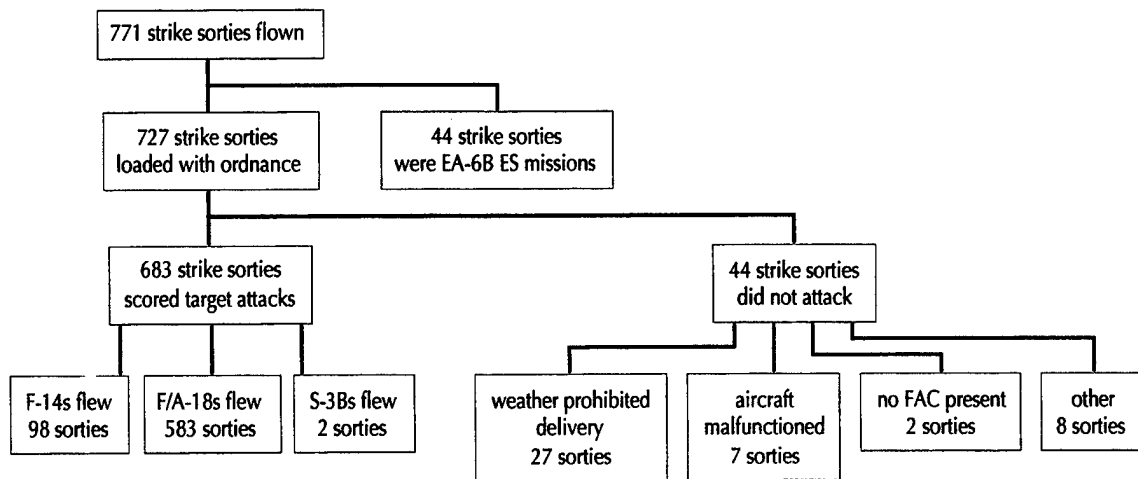 771 strike sorties flown
727 strike sorties
loaded with ordnance
44 strike sorties
were EA-6B ES missions
683 strike sorties
scored target attacks
44 strike sorties
did not attack
F-14s flew
98 sorties
F/A-18s flew
583 sorties
S-3Bs flew
2 sorties
weather prohibited
delivery
27 sorties
aircraft
malfunctioned
7 sorties
no FAC present
2 sorties
other
8 sorties